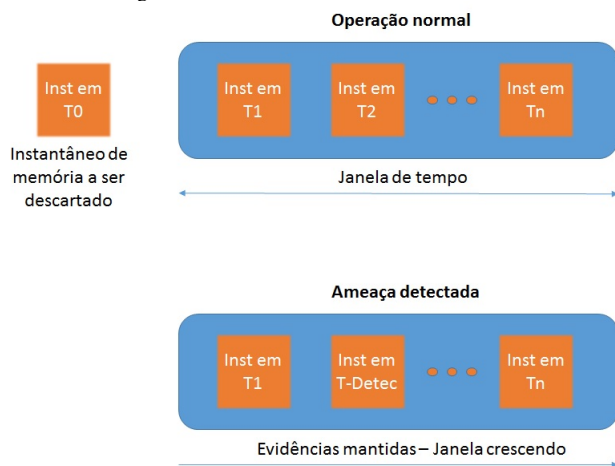 Operação normal
Inst em
T0
Inst em
T1
Inst em
T2
Inst em
Tn
Instantâneo de
memória a ser
descartado
Janela de tempo
Ameaça detectada
Inst em
T1
Inst em
T-Detec
Inst em
Tn
Evidências mantidas – Janela crescendo